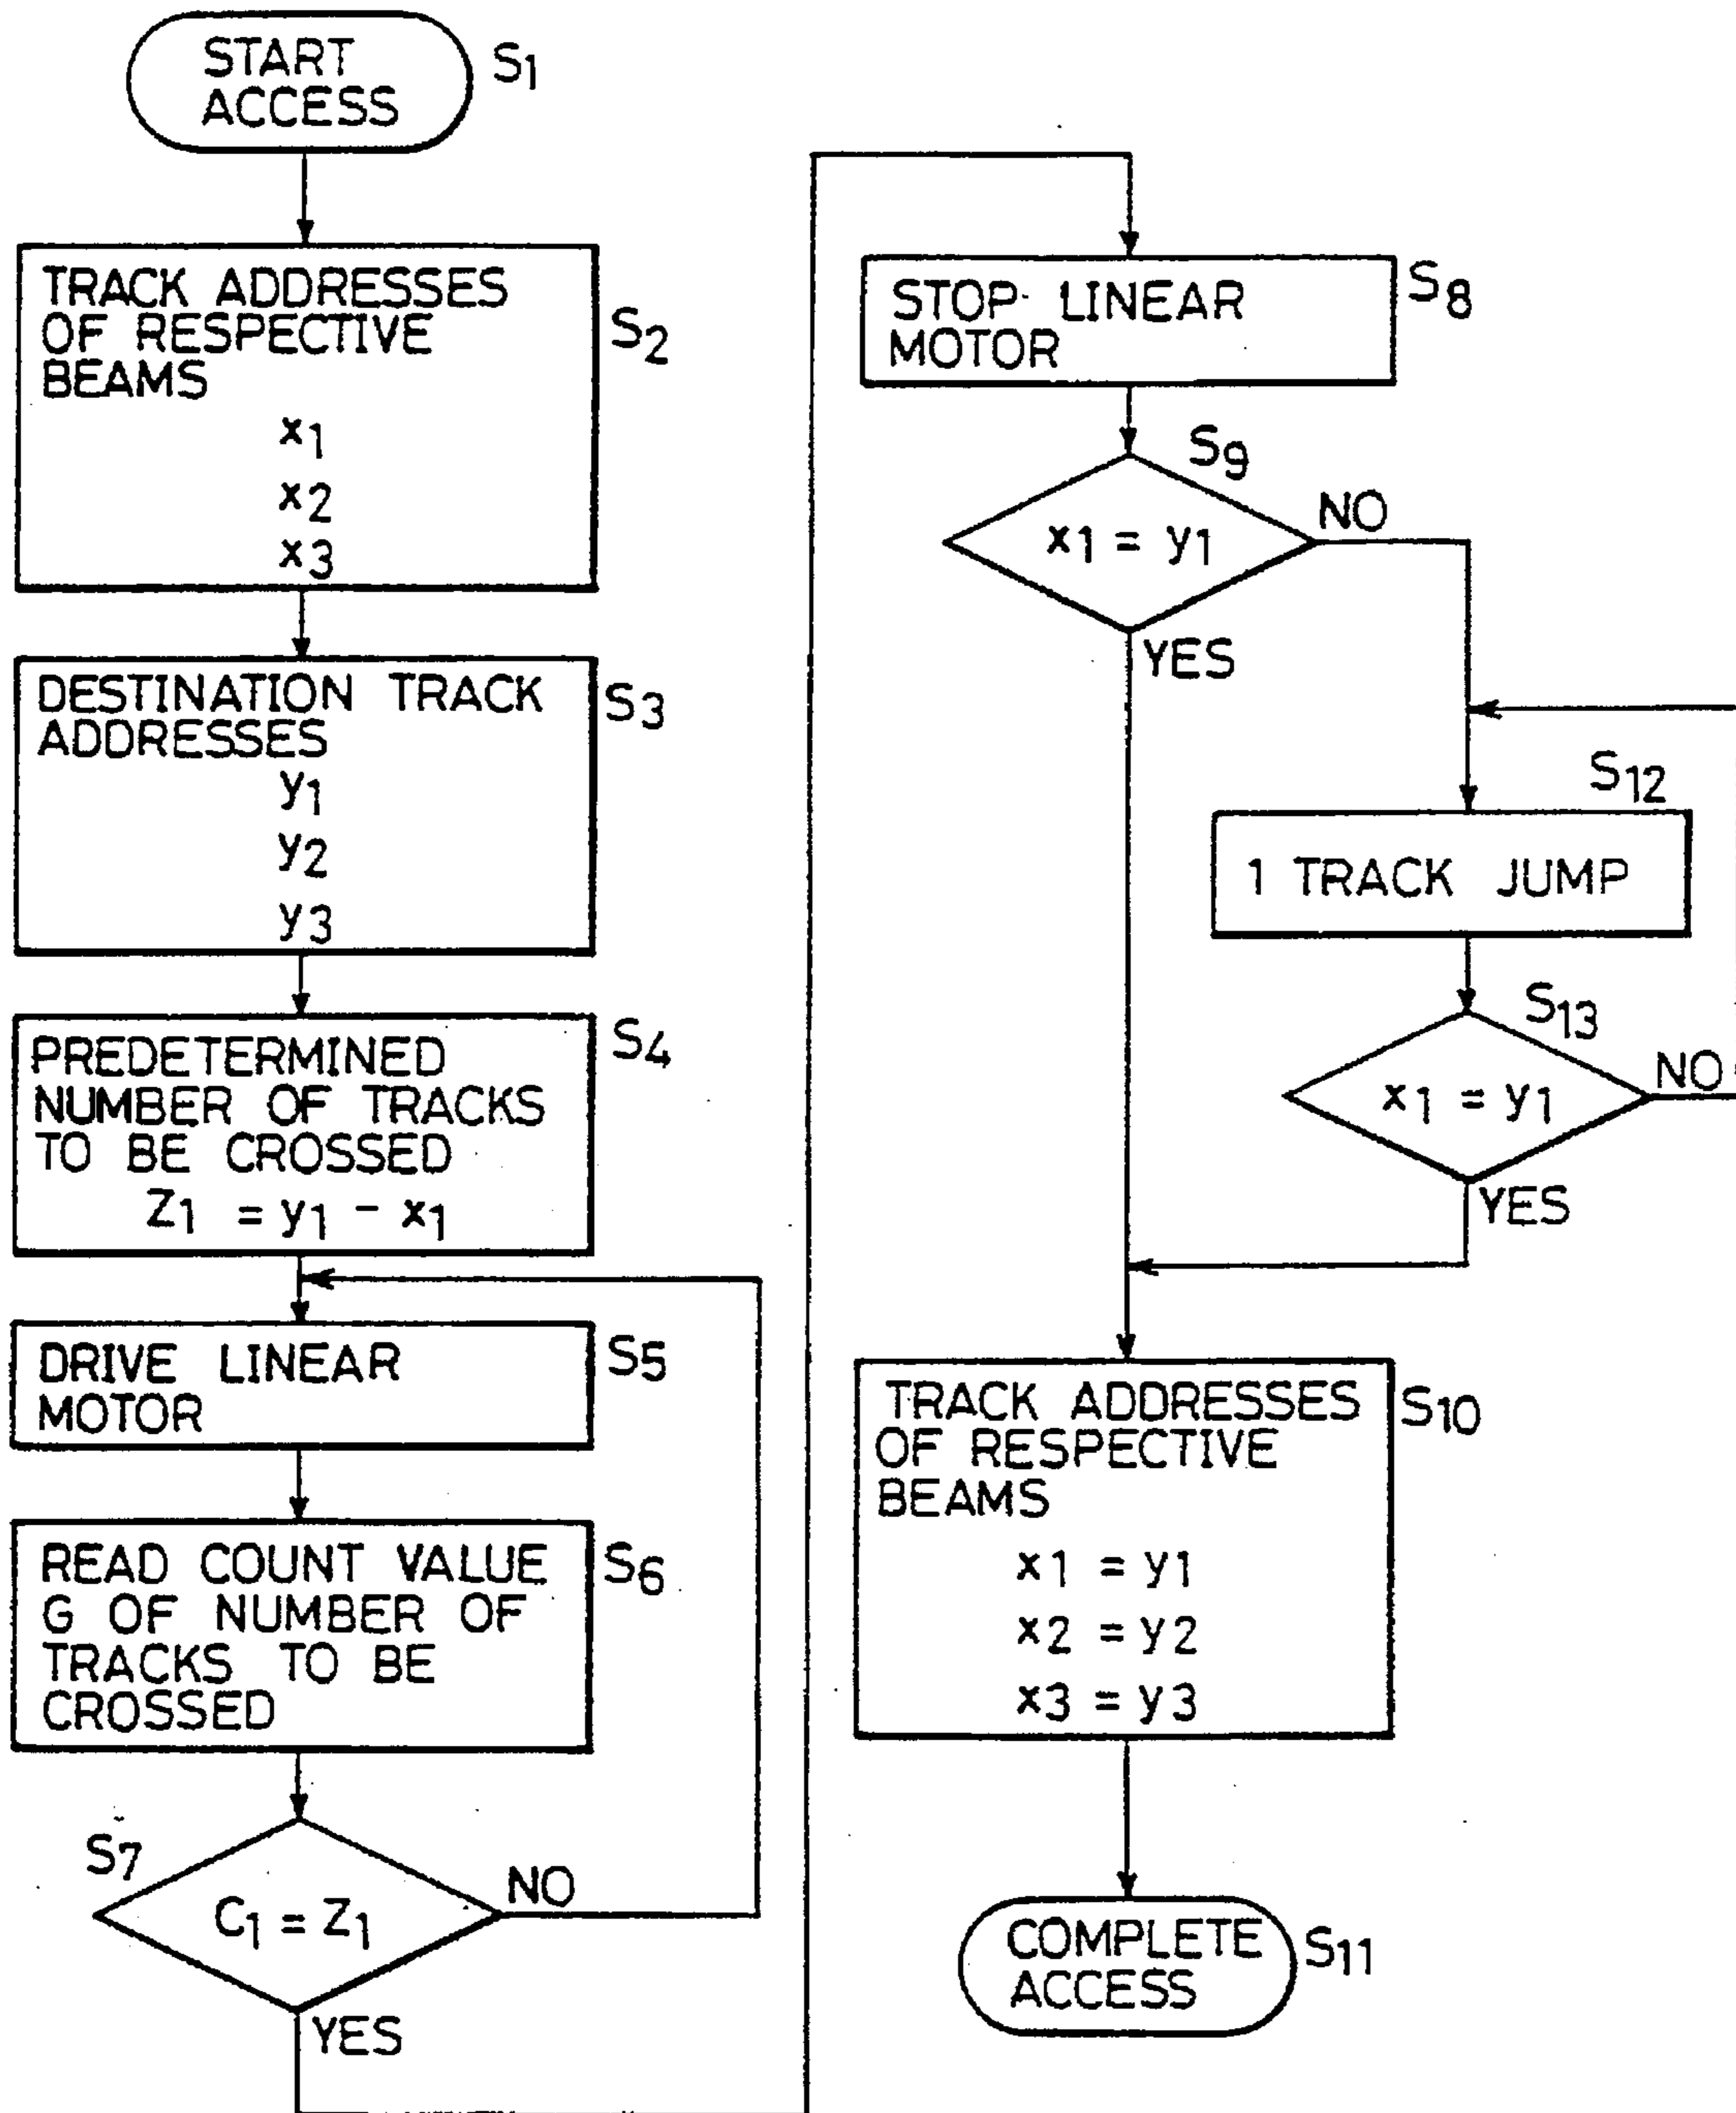 START
ACCESS
S1
TRACK ADDRESSES
OF RESPECTIVE
BEAMS
x1
x2
x3
S2
DESTINATION TRACK
ADDRESSES
y1
y2
y3
S3
PREDETERMINED
NUMBER OF TRACKS
TO BE CROSSED
Z1 = y1 - x1
S4
DRIVE LINEAR
MOTOR
S5
READ COUNT VALUE
G OF NUMBER OF
TRACKS TO BE
CROSSED
S6
S7
C1 = Z1
NO
YES
STOP LINEAR
MOTOR
S8
S9
x1 = y1
NO
YES
S12
1 TRACK JUMP
S13
x1 = y1
NO
YES
TRACK ADDRESSES
OF RESPECTIVE
BEAMS
x1 = y1
x2 = y2
x3 = y3
S10
COMPLETE
ACCESS
S11